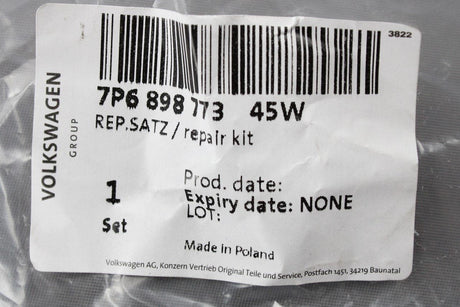 3822
VOLKSWAGEN
GROUP
7P6 898 773 45W
REP.SATZ / repair kit
1
Set
Prod. date:
Expiry date: NONE
LOT:
Made in Poland
Volkswagen AG, Konzern Vertrieb Original Teile und Service, Postfach 1451, 34219 Baunatal